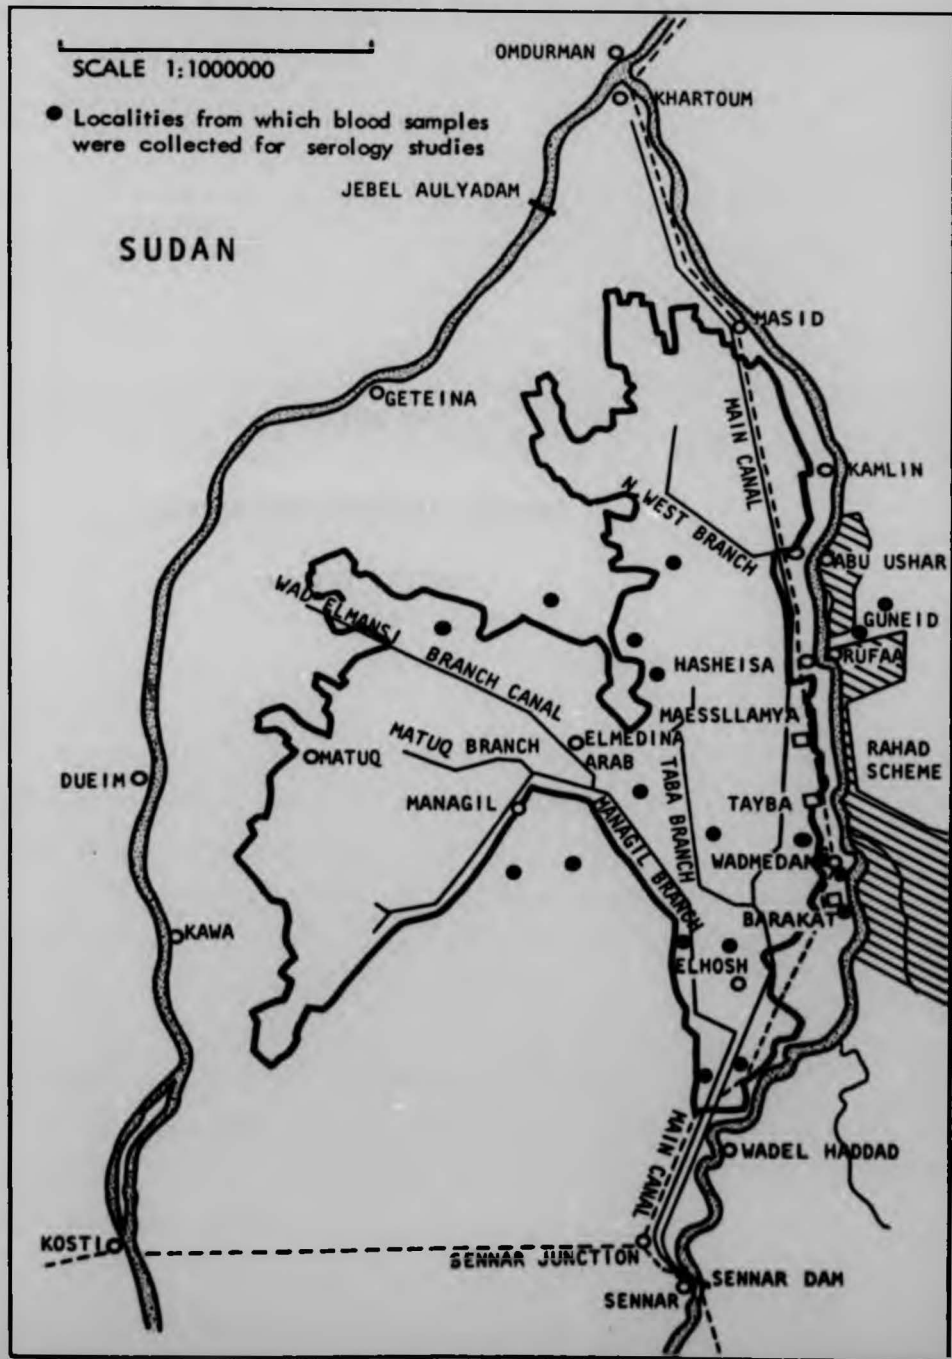 SCALE 1:1000000
● Localities from which blood samples
were collected for serology studies
SUDAN
OMDURMAN
KHARTOUM
JEBEL AULYADAM
MASID
GETEINA
MAIN CANAL
KAMLIN
N. WEST BRANCH
ABU USHAR
GUNEID
WAD ELMANSI
BRANCH CANAL
HASHEISA
RUFAA
MAESSLLAMYA
ELMEDINA
ARAB
MATUQ BRANCH
MATUQ
RAHAD
SCHEME
DUEIM
TABA BRANCH
TAYBA
MANAGIL
MANAGIL BRANCH
WADMEDANI
BARAKAT
KAWA
ELHOSH
MAIN CANAL
WADEL HADDAD
KOSTI
SENNAR JUNCTION
SENNAR DAM
SENNAR